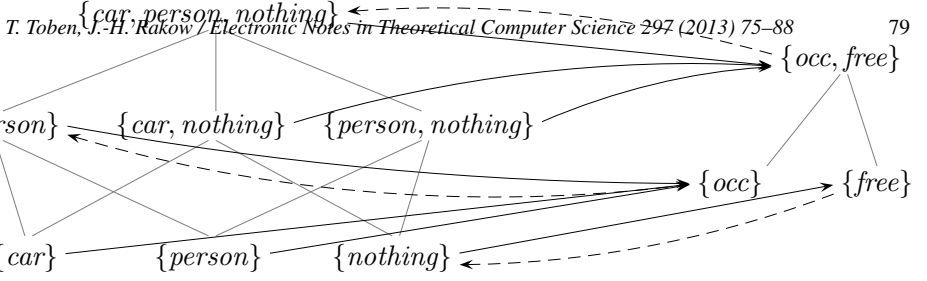 {car, person, nothing}
T. Toben, J.-H. Rakow / Electronic Notes in Theoretical Computer Science 297 (2013) 75–88 79
{occ, free}
rson} {car, nothing} {person, nothing}
{occ} {free}
{car} {person} {nothing}